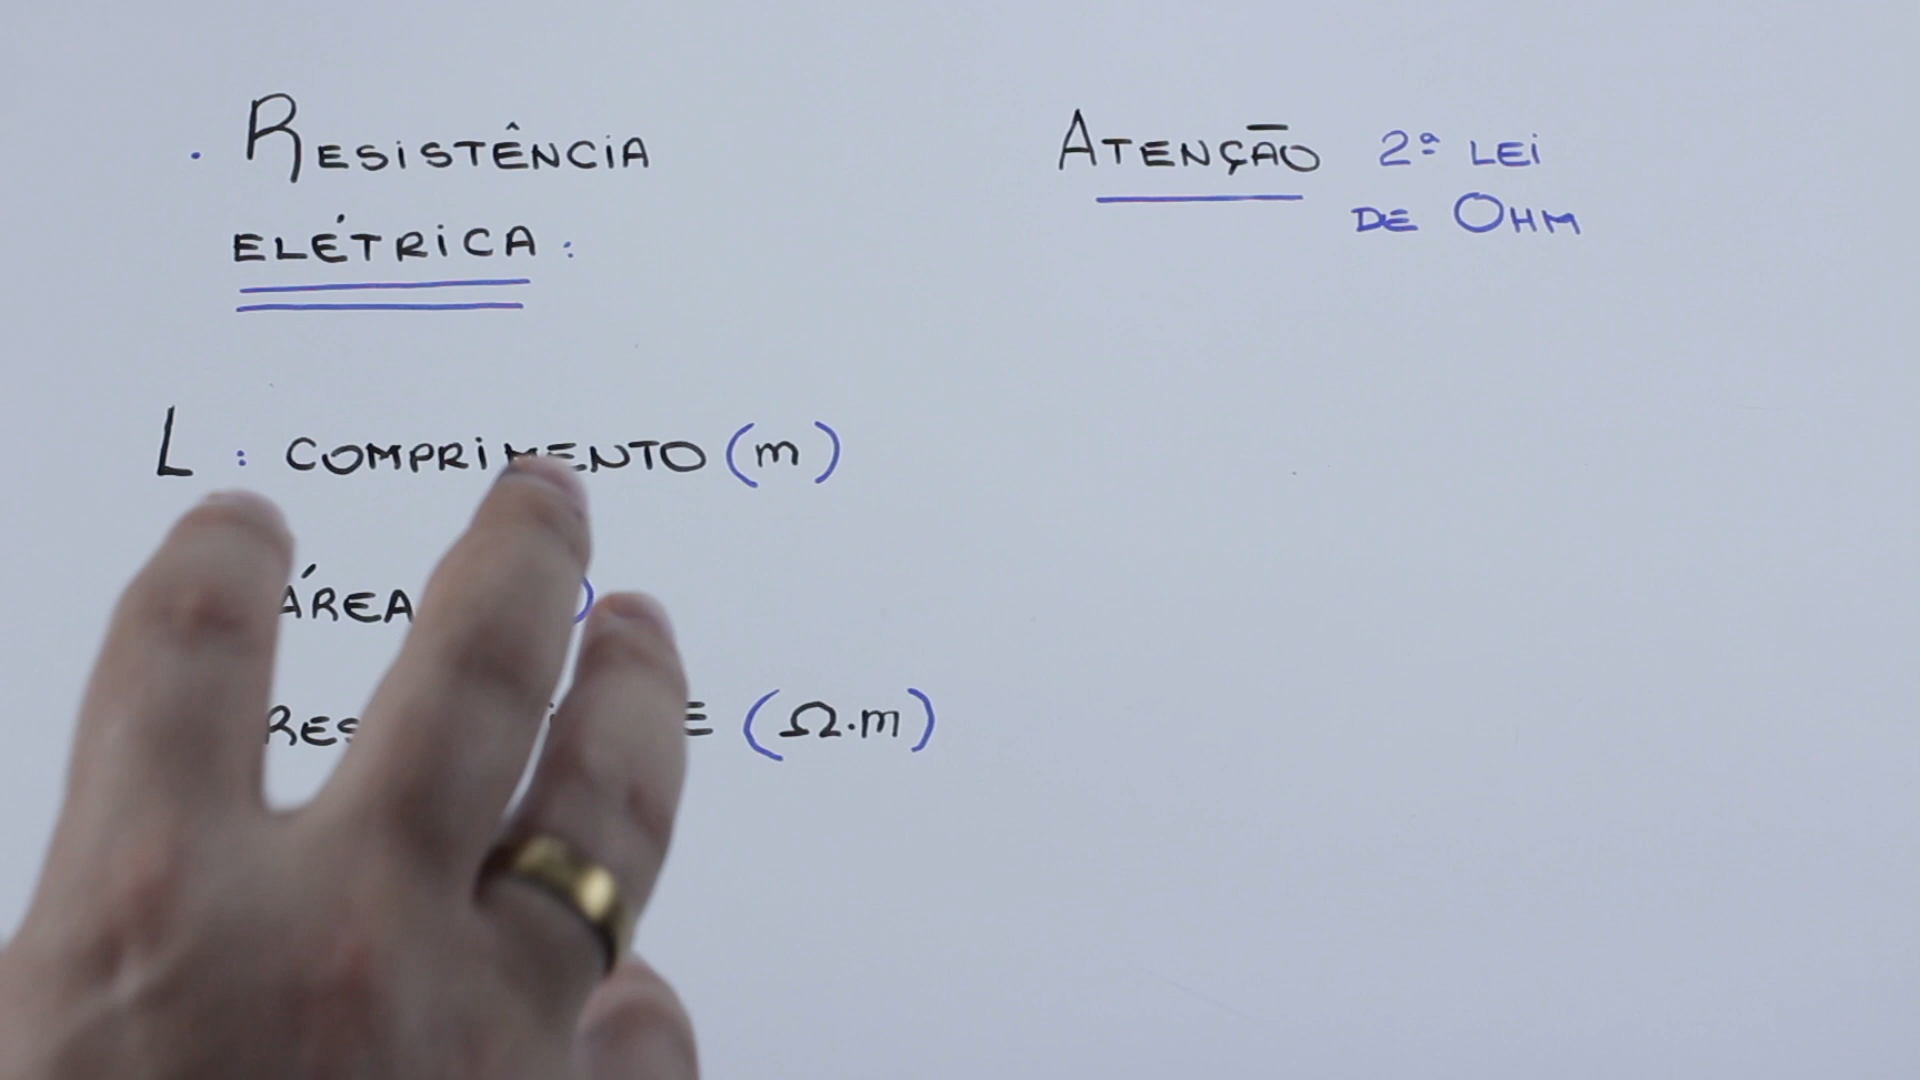 · RESISTÊNCIA
ELÉTRICA :
L : COMPRIMENTO (m)
ÁREA
(Ω.m)
ATENÇÃO 2ª LEI
DE OHM